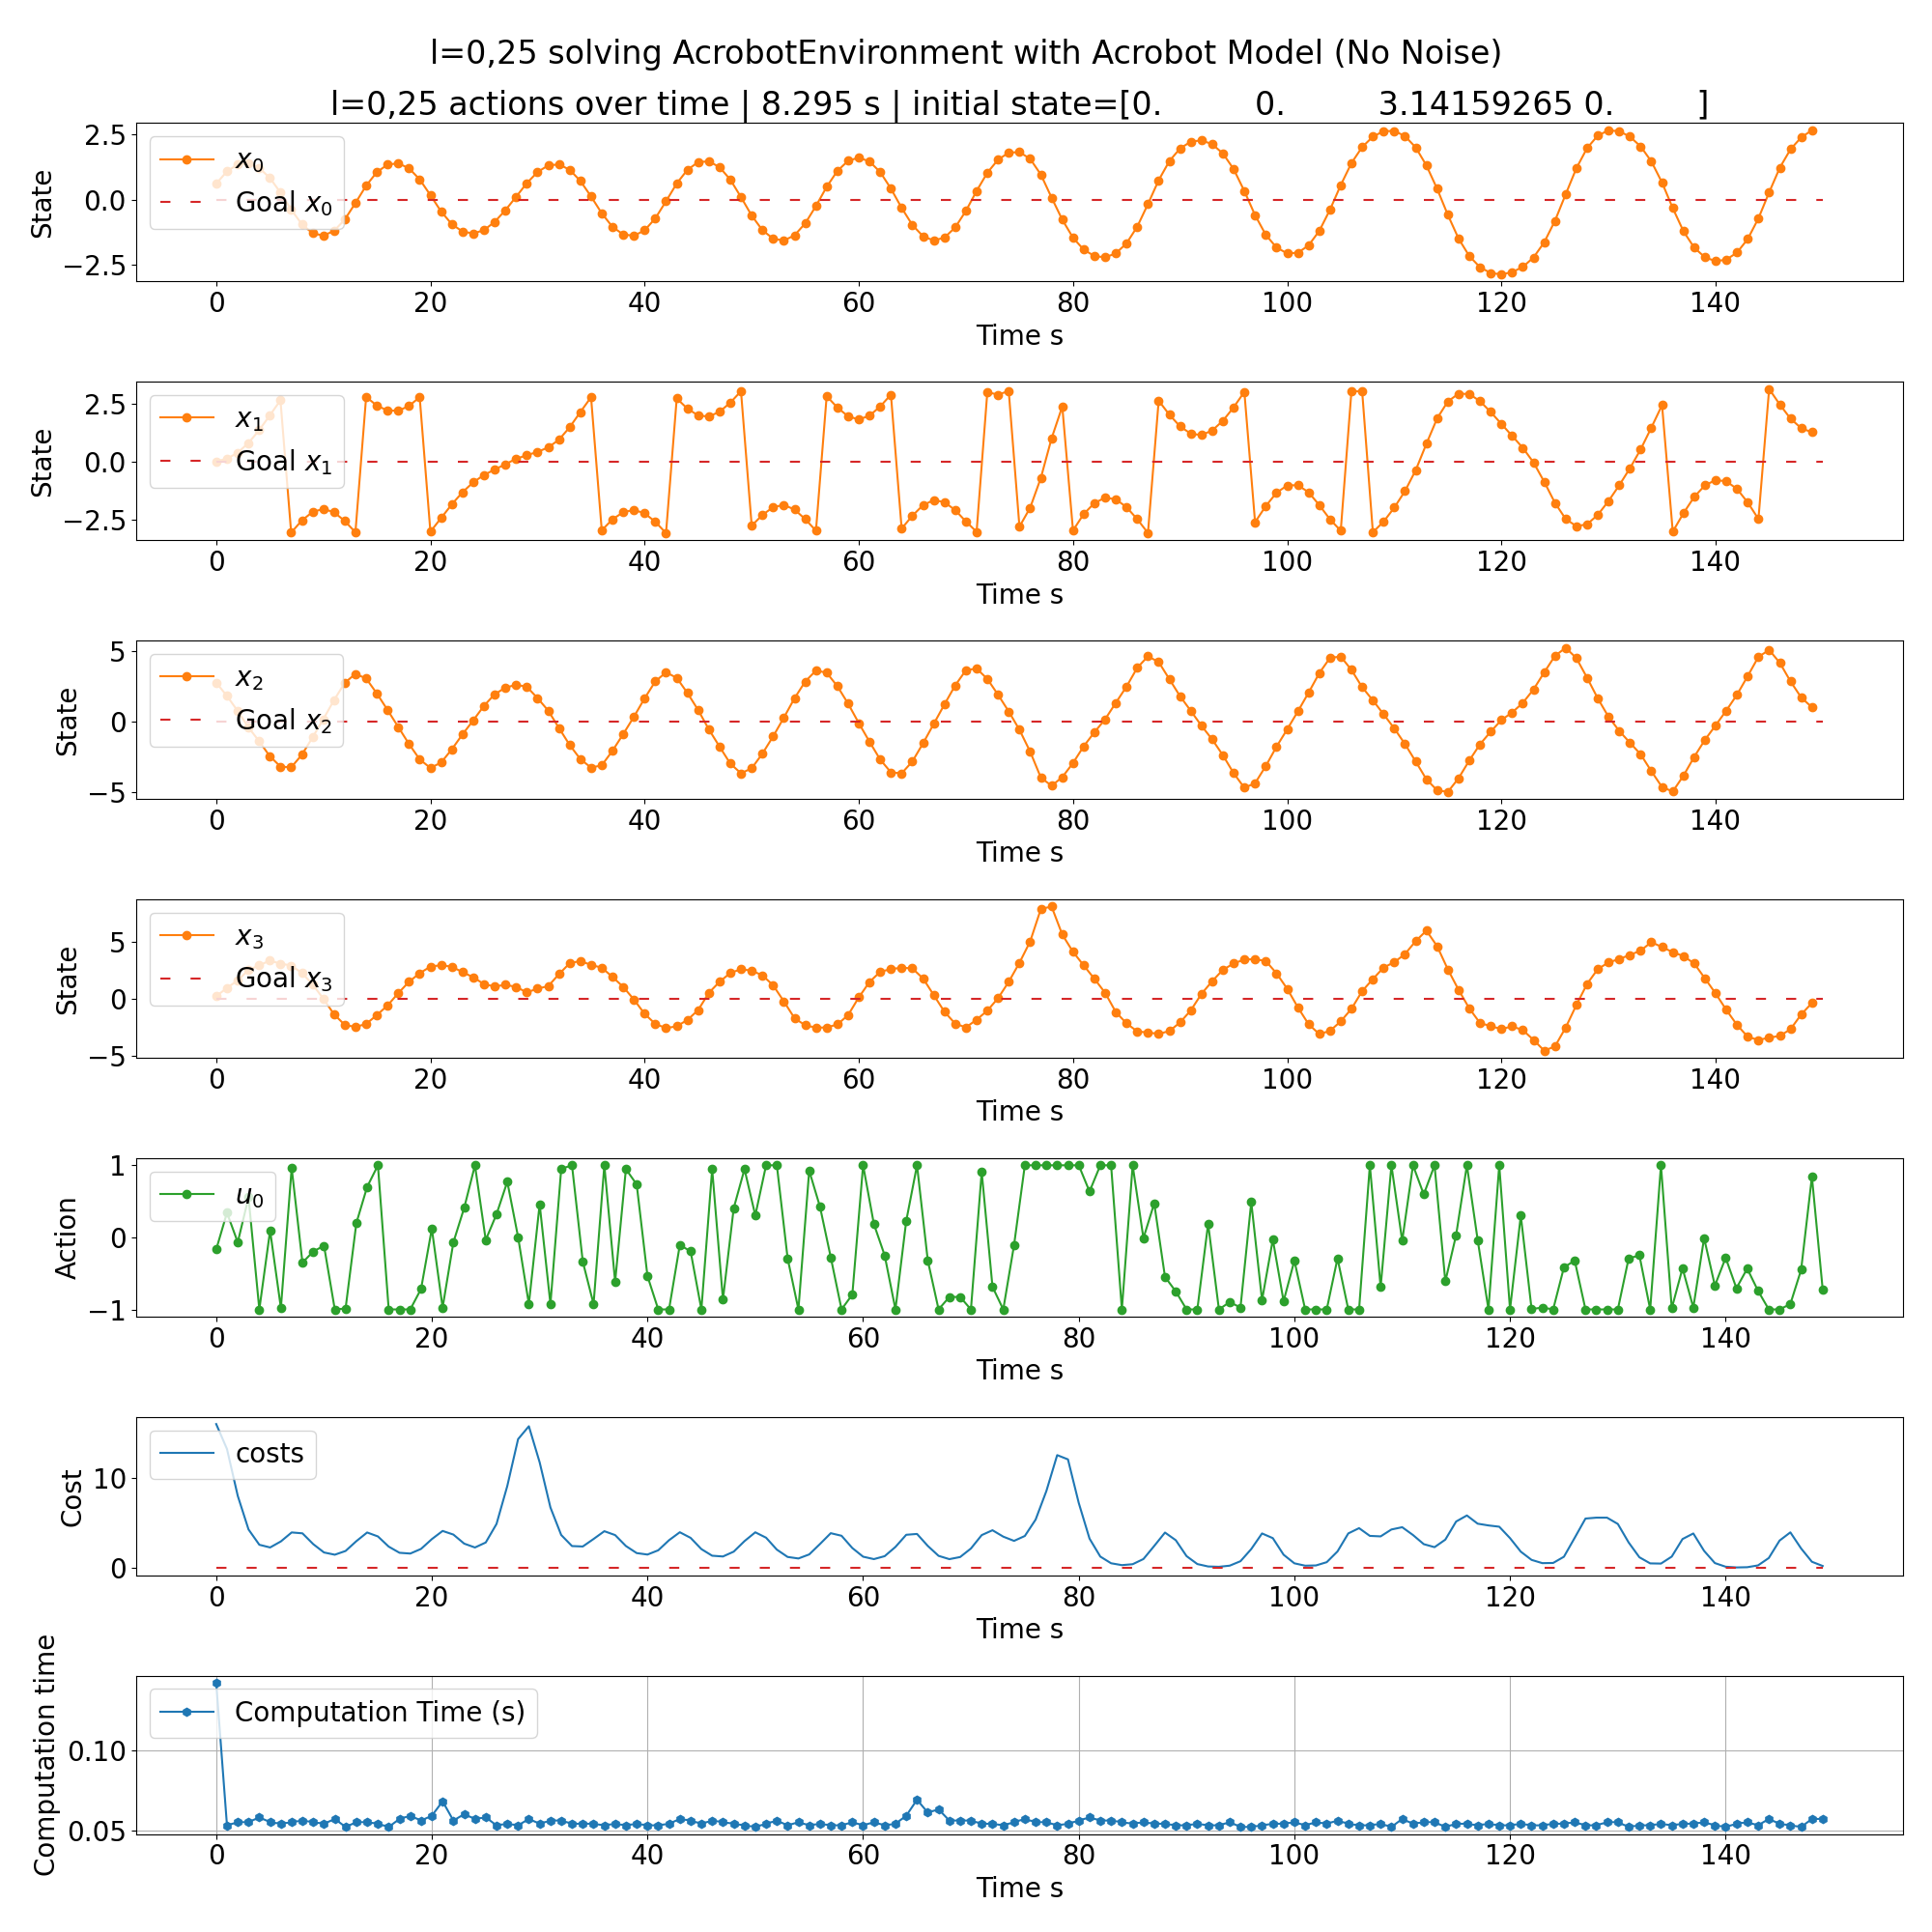 l=0,25 solving AcrobotEnvironment with Acrobot Model (No Noise)
l=0,25 actions over time | 8.295 s | initial state=[0. 0. 3.14159265 0. ]
State
2.5
0.0
−2.5
x0
Goal x0
0 20 40 60 80 100 120 140
Time s
State
2.5
0.0
−2.5
x1
Goal x1
0 20 40 60 80 100 120 140
Time s
State
5
0
−5
x2
Goal x2
0 20 40 60 80 100 120 140
Time s
State
5
0
−5
x3
Goal x3
0 20 40 60 80 100 120 140
Time s
Action
1
0
−1
u0
0 20 40 60 80 100 120 140
Time s
Cost
10
0
costs
0 20 40 60 80 100 120 140
Time s
Computation time
0.10
0.05
Computation Time (s)
0 20 40 60 80 100 120 140
Time s